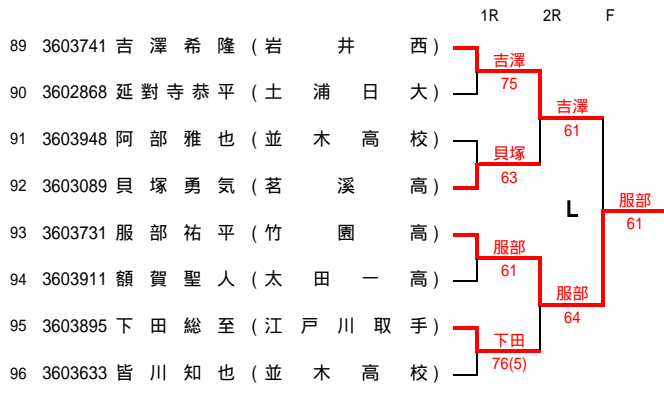 1R 2R F
89 3603741 吉澤希隆 (岩井西)
吉澤
75
90 3602868 延對寺恭平 (土浦日大)
吉澤
61
91 3603948 阿部雅也 (並木高校)
貝塚
63
92 3603089 貝塚勇気 (茗溪高)
L
服部
61
93 3603731 服部祐平 (竹園高)
服部
61
94 3603911 額賀聖人 (太田一高)
服部
64
95 3603895 下田総至 (江戸川取手)
下田
76(5)
96 3603633 皆川知也 (並木高校)